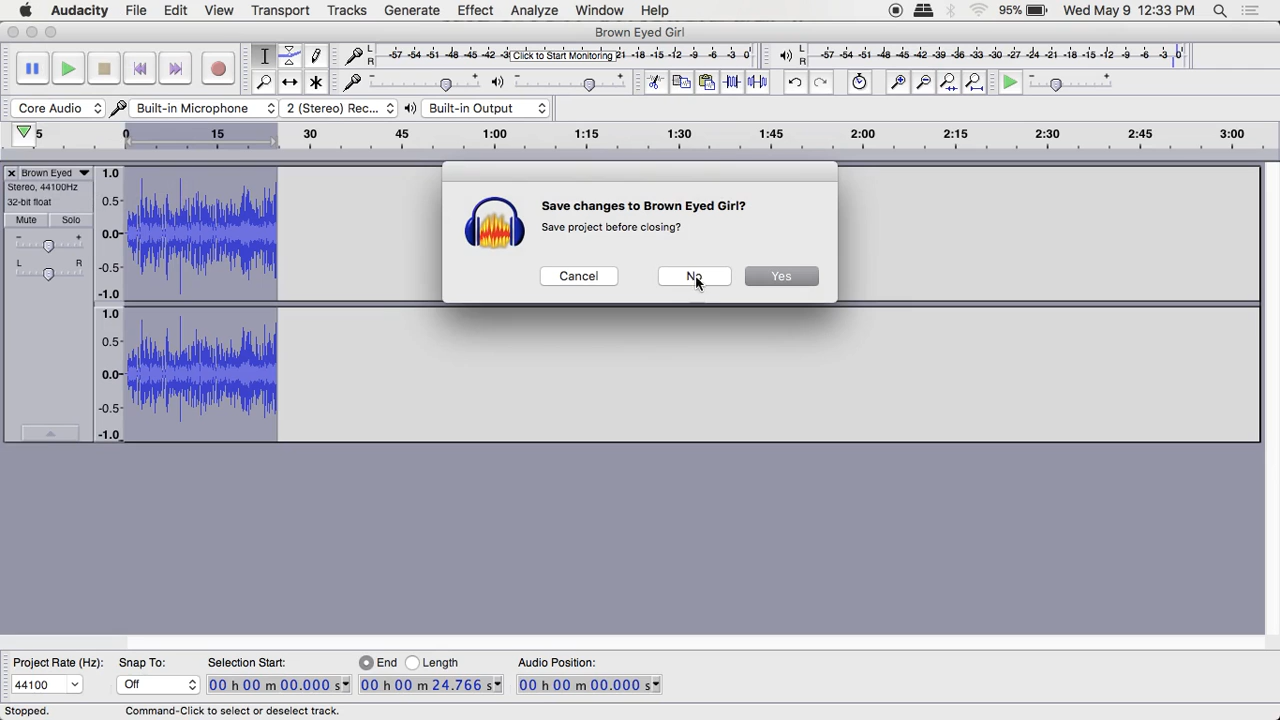 Audacity File Edit View Transport Tracks Generate Effect Analyze Window Help 95% Wed May 9 12:33 PM
Brown Eyed Girl
L R -57 -54 -51 -48 -45 -42 Click to Start Monitoring 21 -18 -15 -12 -9 -6 -3 0 L R -57 -54 -51 -48 -45 -42 -39 -36 -33 -30 -27 -24 -21 -18 -15 -12 -9 -6 -3 0
- + - + - +
Core Audio Built-in Microphone 2 (Stereo) Rec... Built-in Output
5 0 15 30 45 1:00 1:15 1:30 1:45 2:00 2:15 2:30 2:45 3:00
Brown Eyed 1.0
Stereo, 44100Hz
32-bit float 0.5
Mute Solo
- + 0.0
L R -0.5
-1.0
Save changes to Brown Eyed Girl?
Save project before closing?
Cancel No Yes
1.0
0.5
0.0
-0.5
-1.0
Project Rate (Hz): Snap To: Selection Start: End Length Audio Position:
44100 Off 00 h 00 m 00.000 s 00 h 00 m 24.766 s 00 h 00 m 00.000 s
Stopped. Command-Click to select or deselect track.